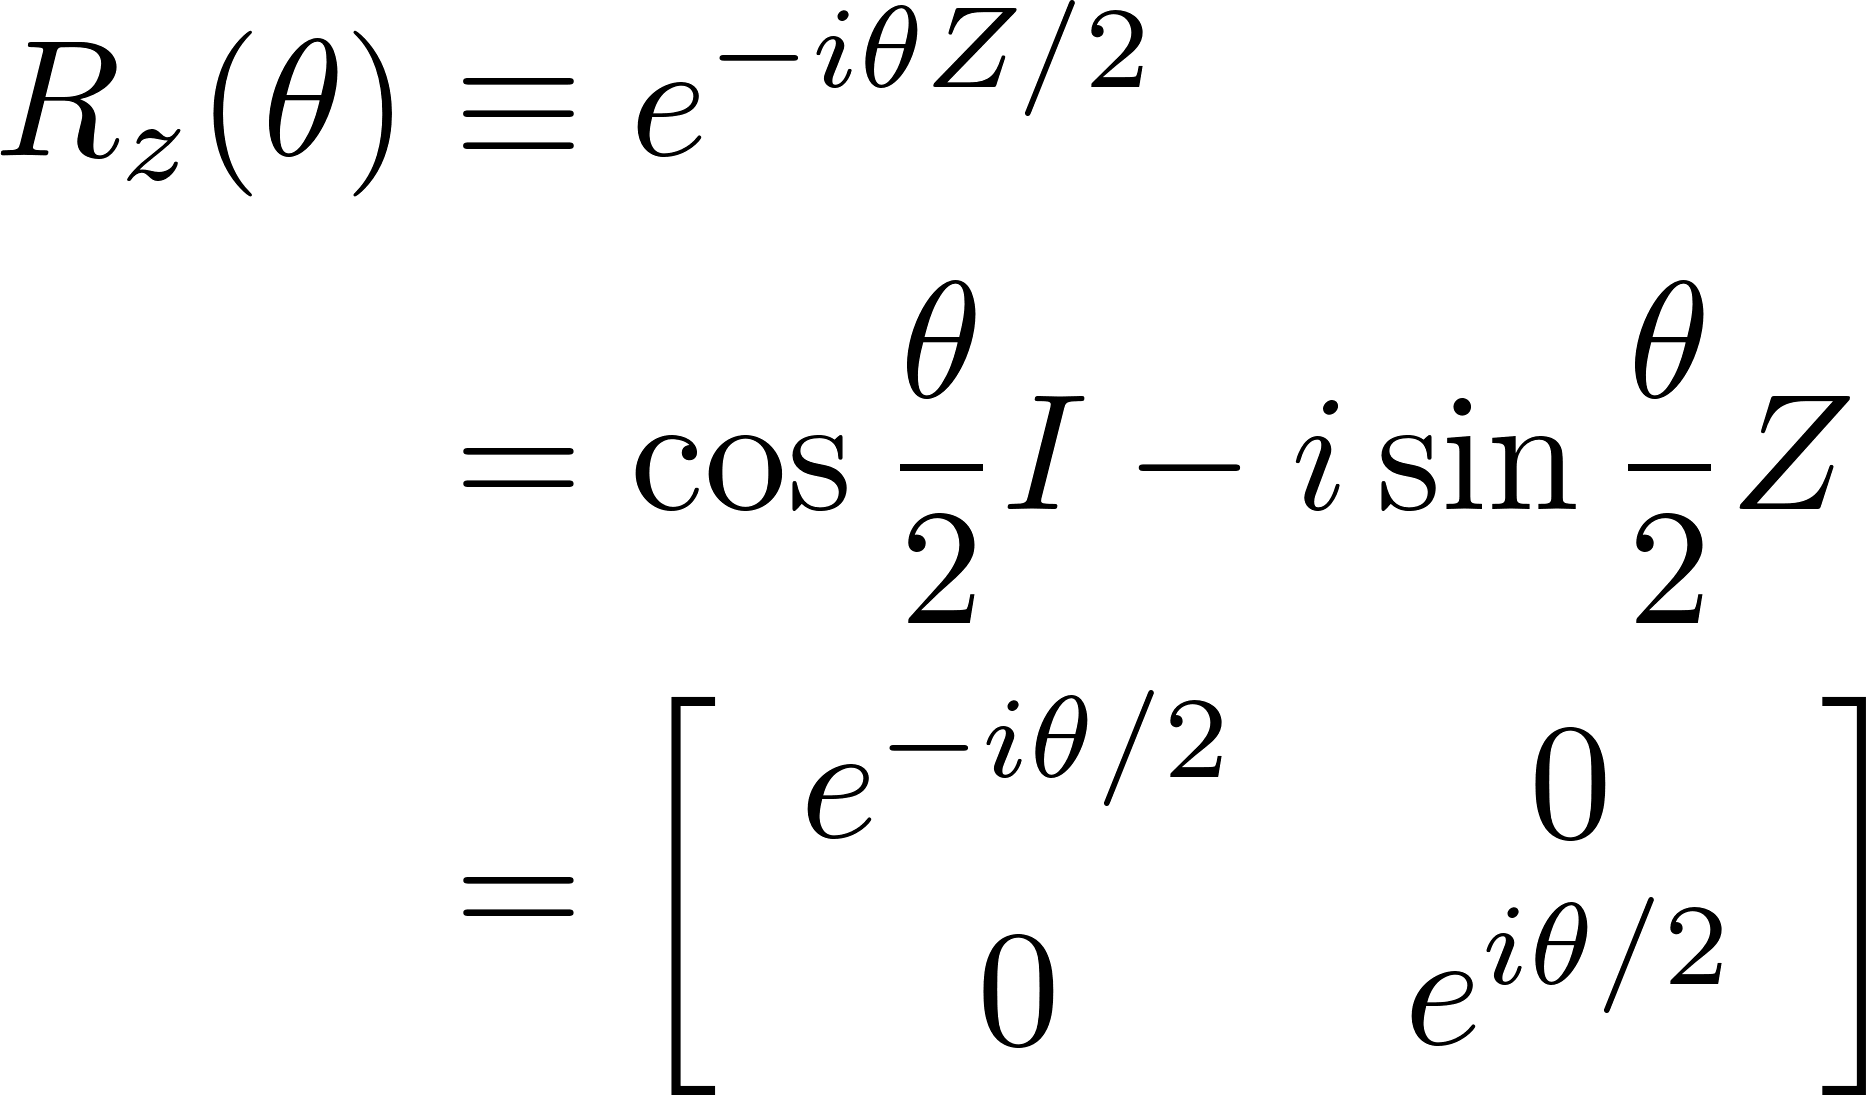 R_z(θ) ≡ e^{-iθZ/2}
= cos θ/2 I − i sin θ/2 Z
= [ e^{-iθ/2} 0
0 e^{iθ/2} ]